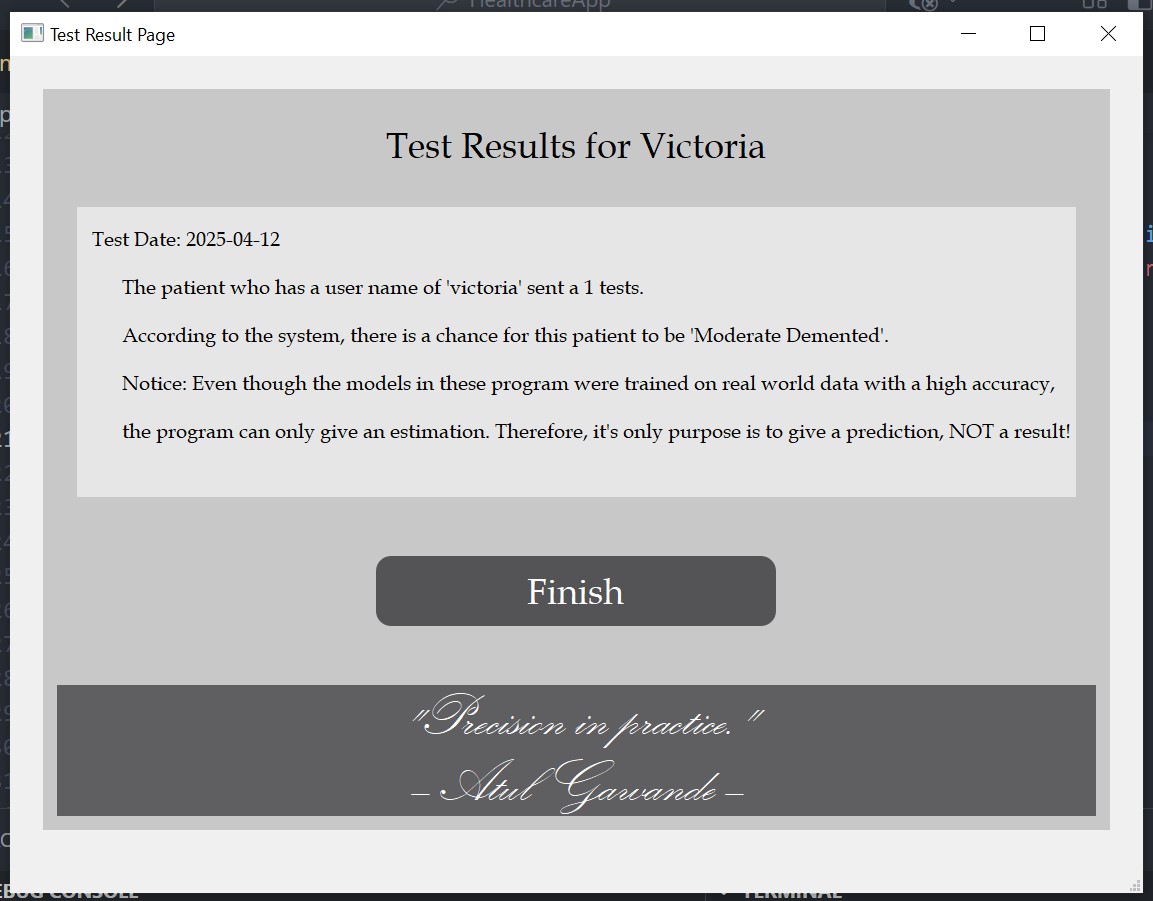 HealthcareApp
Test Result Page
Test Results for Victoria
Test Date: 2025-04-12
The patient who has a user name of 'victoria' sent a 1 tests.
According to the system, there is a chance for this patient to be 'Moderate Demented'.
Notice: Even though the models in these program were trained on real world data with a high accuracy,
the program can only give an estimation. Therefore, it's only purpose is to give a prediction, NOT a result!
Finish
"Precision in practice."
– Atul Gawande –
TERMINAL